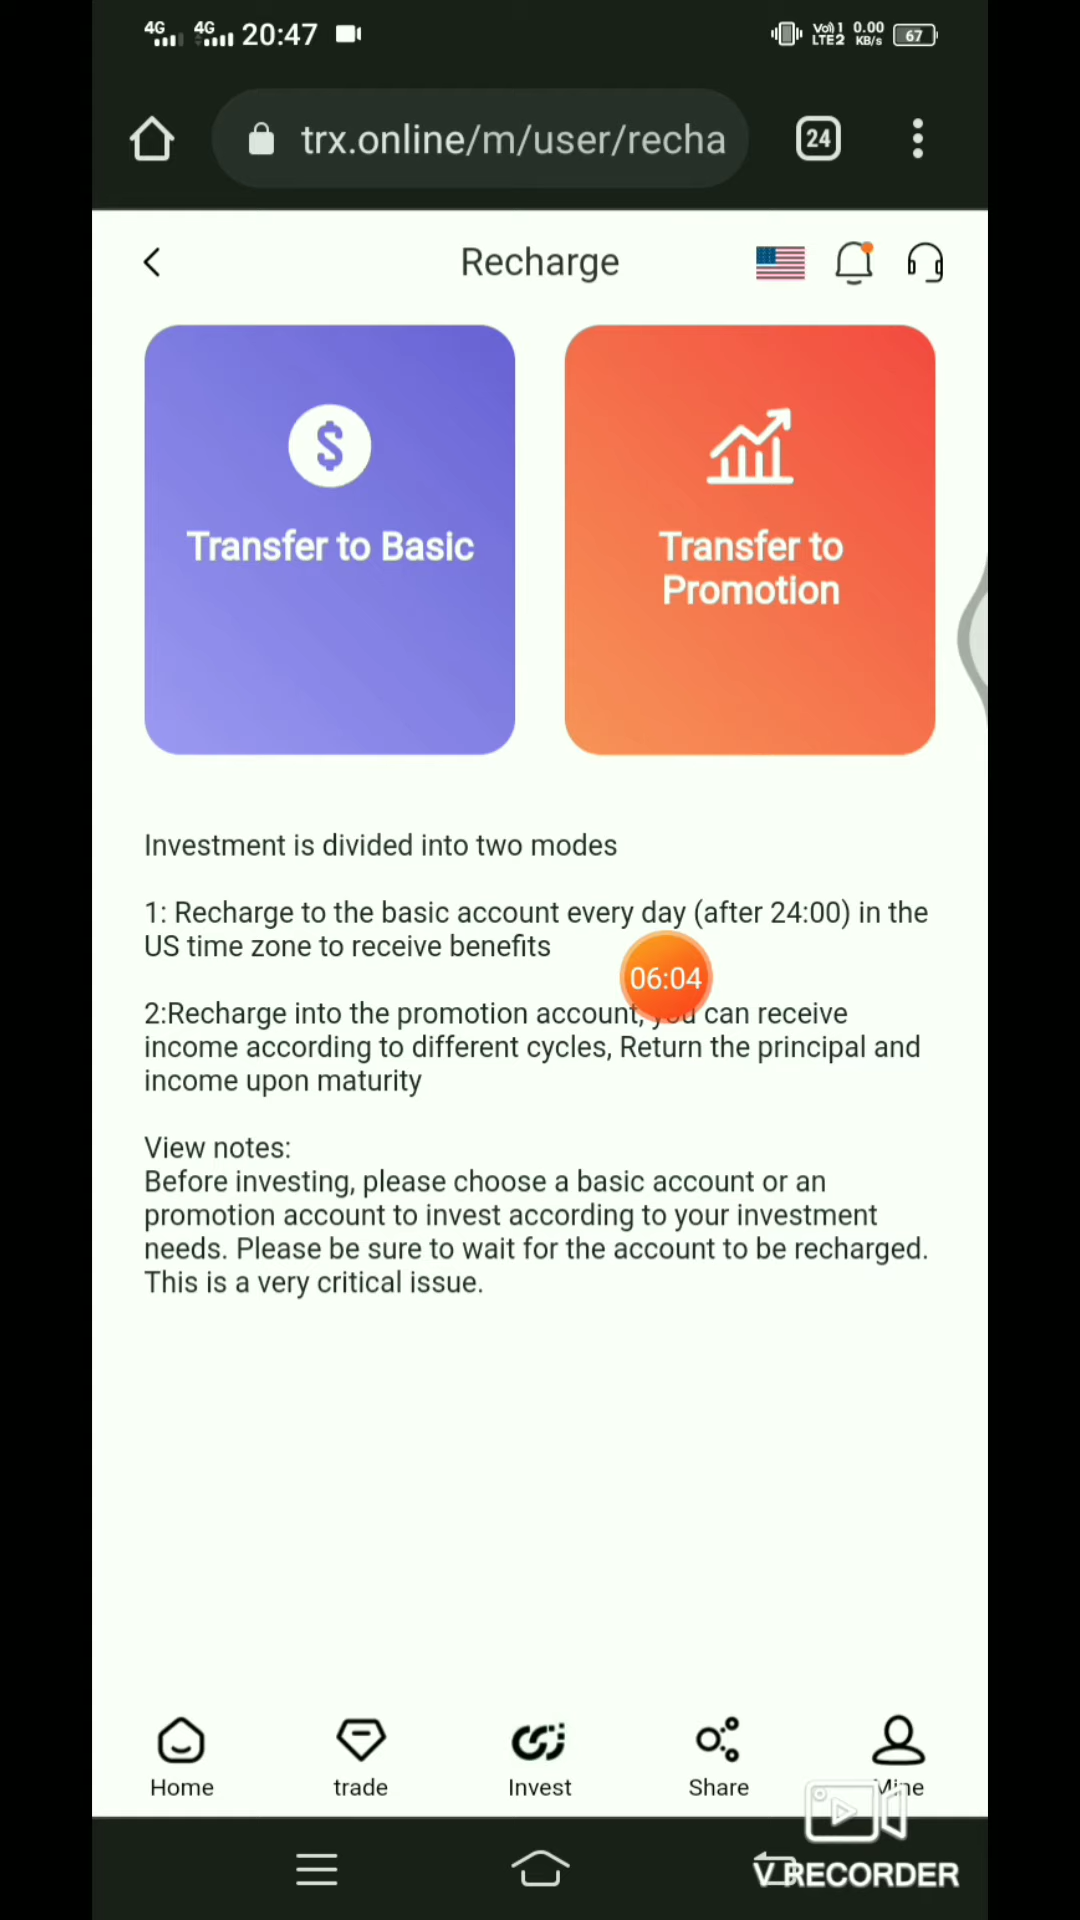 4G 4G 20:47 Vo) 1 LTE2 0.00 KB/s 67
trx.online/m/user/recha 24
Recharge
Transfer to Basic
Transfer to
Promotion
Investment is divided into two modes
1: Recharge to the basic account every day (after 24:00) in the
US time zone to receive benefits
06:04
2:Recharge into the promotion account, you can receive
income according to different cycles, Return the principal and
income upon maturity
View notes:
Before investing, please choose a basic account or an
promotion account to invest according to your investment
needs. Please be sure to wait for the account to be recharged.
This is a very critical issue.
Home trade Invest Share Mine
V RECORDER